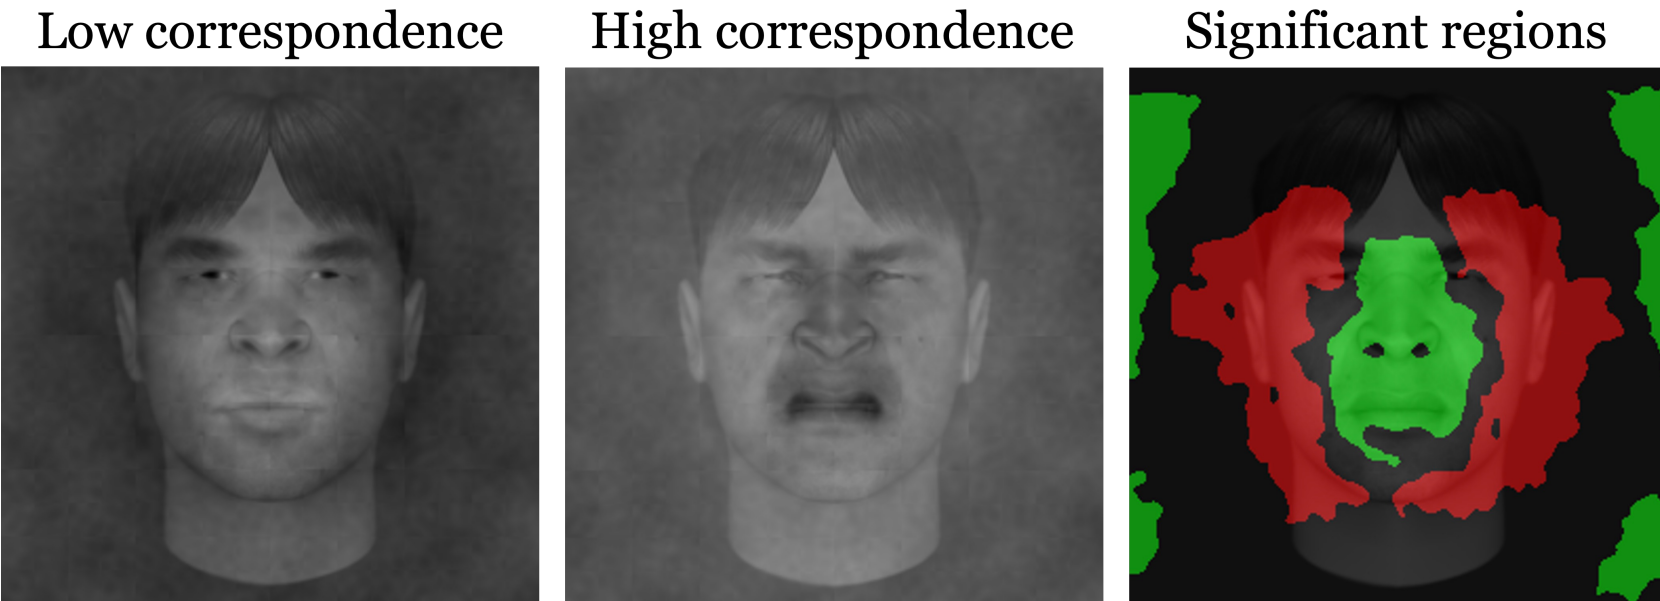 Low correspondence
High correspondence
Significant regions